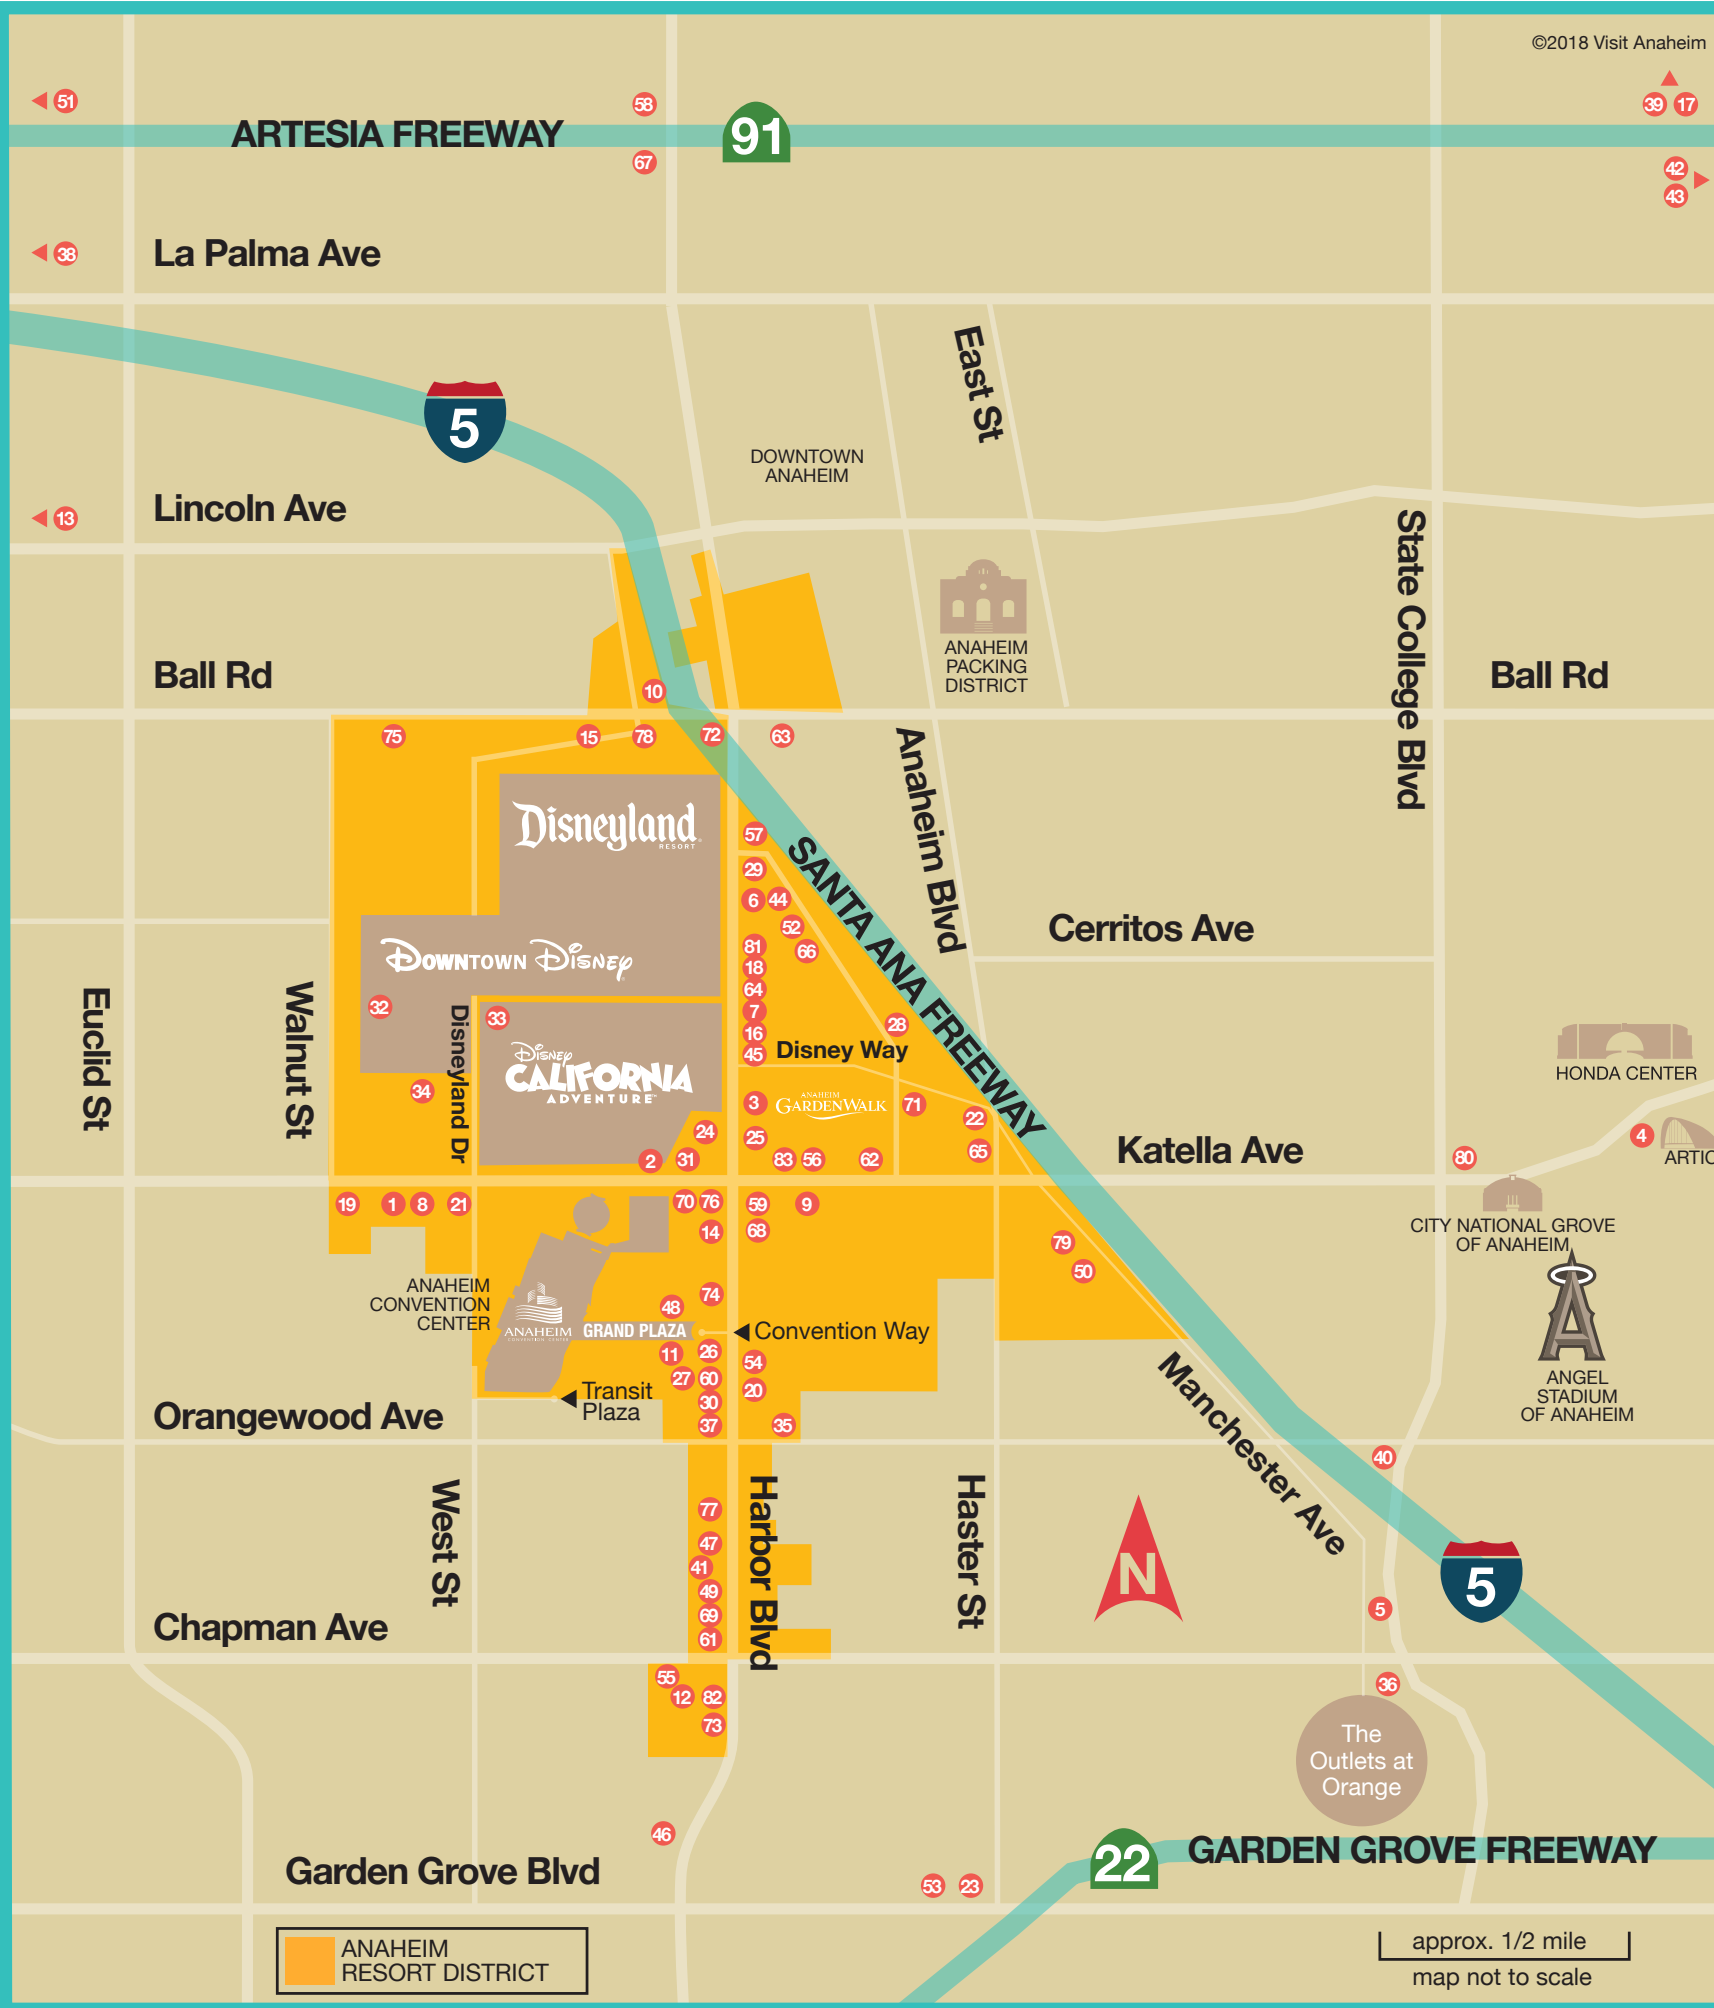 ©2018 Visit Anaheim
51
58
39 17
ARTESIA FREEWAY
91
67
42
43
38
La Palma Ave
5
East St
DOWNTOWN
ANAHEIM
13
Lincoln Ave
State College Blvd
ANAHEIM
PACKING
DISTRICT
Ball Rd
Ball Rd
10
75
15
78
72
63
Anaheim Blvd
Disneyland
RESORT
57
SANTA ANA FREEWAY
29
6
44
52
Cerritos Ave
DOWNTOWN DISNEY
81
66
18
64
Euclid St
Walnut St
32
Disneyland Dr
33
7
28
16
45
Disney Way
DISNEY
CALIFORNIA
ADVENTURE
HONDA CENTER
34
3
ANAHEIM
GARDENWALK
71
22
24
25
4
2
31
83
56
62
65
Katella Ave
80
ARTIC
19
1
8
21
70
76
59
9
14
68
CITY NATIONAL GROVE
OF ANAHEIM
79
50
ANAHEIM
CONVENTION
CENTER
74
48
ANAHEIM
CONVENTION CENTER
GRAND PLAZA
Convention Way
11
26
54
27
60
20
Transit
Plaza
30
37
35
Manchester Ave
A
ANGEL
STADIUM
OF ANAHEIM
Orangewood Ave
40
West St
77
Harbor Blvd
Haster St
N
47
41
49
69
61
5
5
Chapman Ave
55
12
82
73
36
The
Outlets at
Orange
46
Garden Grove Blvd
53
23
22
GARDEN GROVE FREEWAY
ANAHEIM
RESORT DISTRICT
approx. 1/2 mile
map not to scale